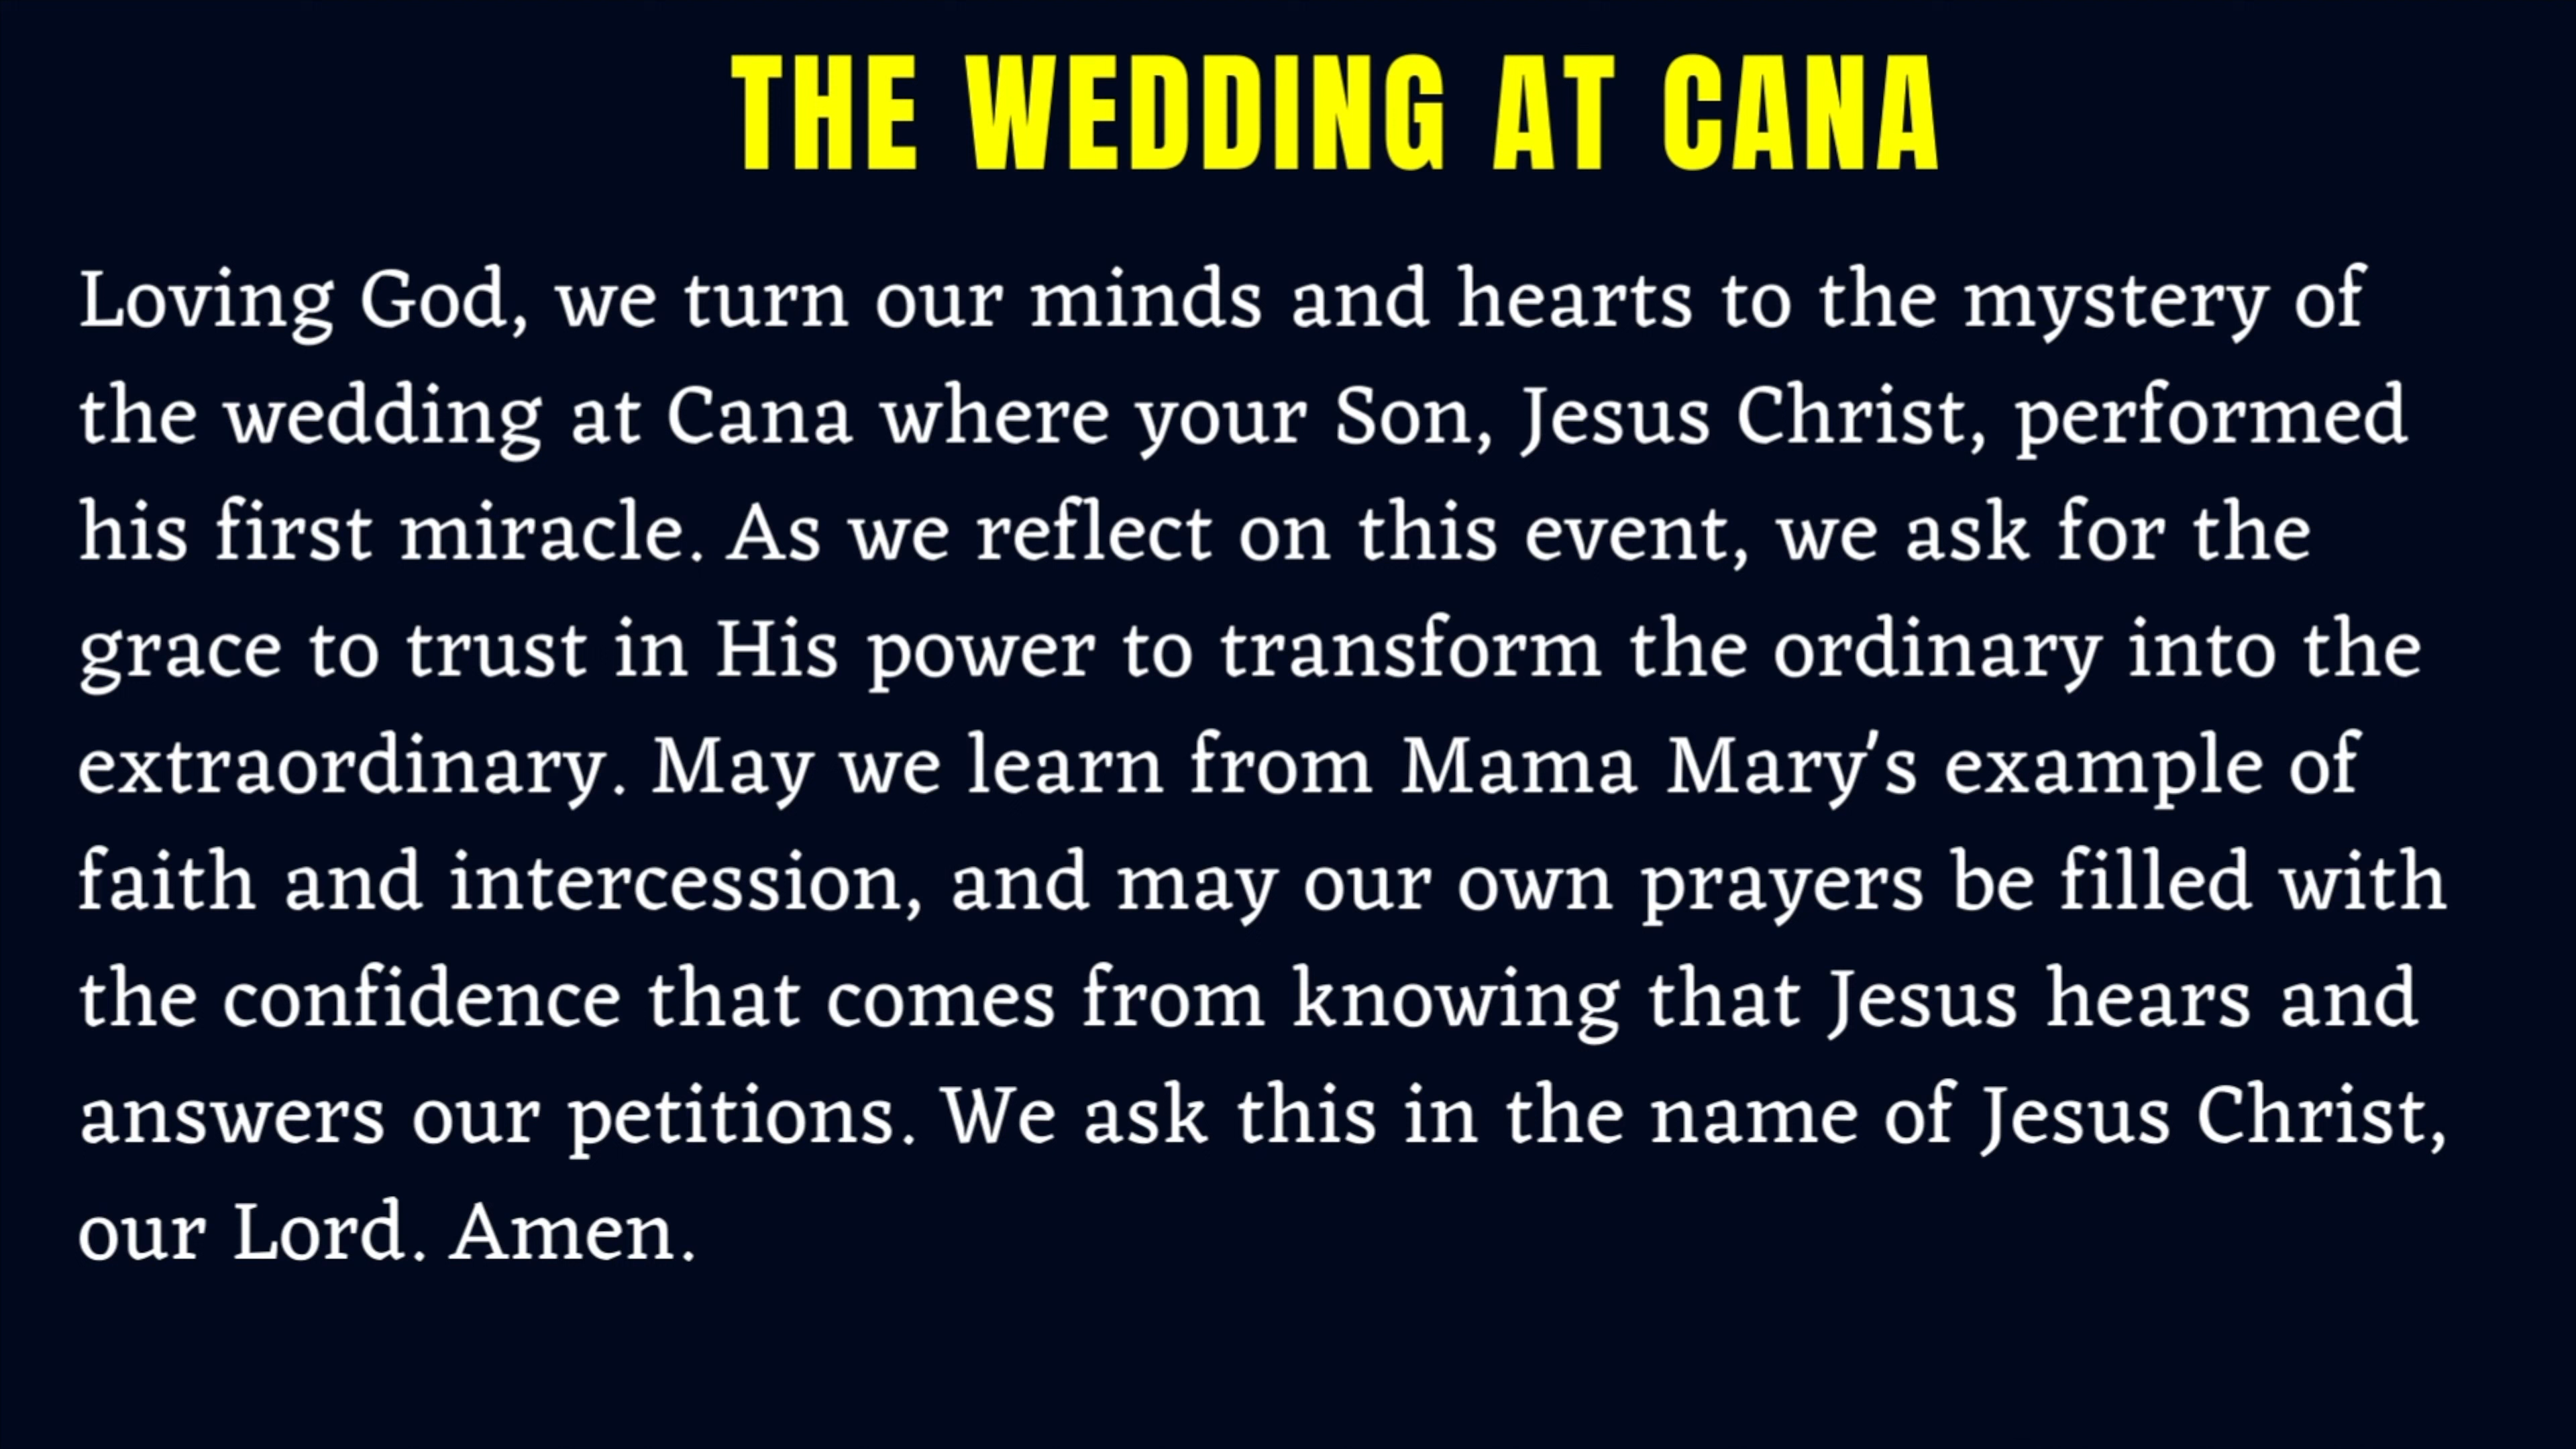 THE WEDDING AT CANA
Loving God, we turn our minds and hearts to the mystery of
the wedding at Cana where your Son, Jesus Christ, performed
his first miracle. As we reflect on this event, we ask for the
grace to trust in His power to transform the ordinary into the
extraordinary. May we learn from Mama Mary's example of
faith and intercession, and may our own prayers be filled with
the confidence that comes from knowing that Jesus hears and
answers our petitions. We ask this in the name of Jesus Christ,
our Lord. Amen.